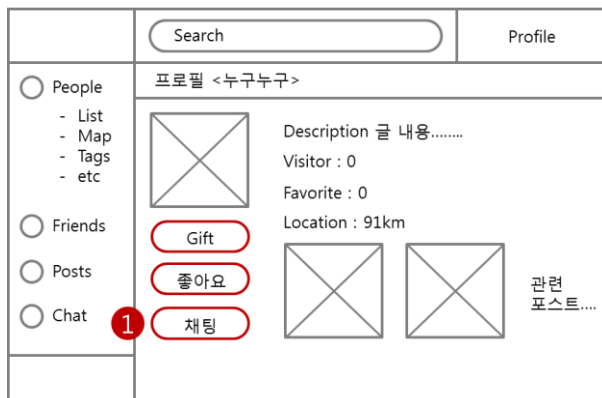 Search
Profile
People
- List
- Map
- Tags
- etc
Friends
Posts
Chat
프로필 <누구누구>
Description 글 내용........
Visitor : 0
Favorite : 0
Location : 91km
Gift
좋아요
1
채팅
관련
포스트....